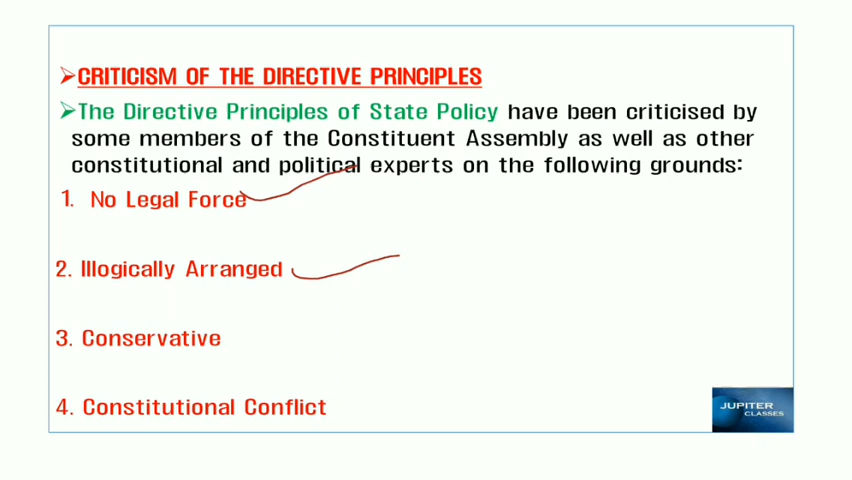 ➢CRITICISM OF THE DIRECTIVE PRINCIPLES
➢The Directive Principles of State Policy have been criticised by
some members of the Constituent Assembly as well as other
constitutional and political experts on the following grounds:
1. No Legal Force
2. Illogically Arranged
3. Conservative
4. Constitutional Conflict
JUPITER
CLASSES